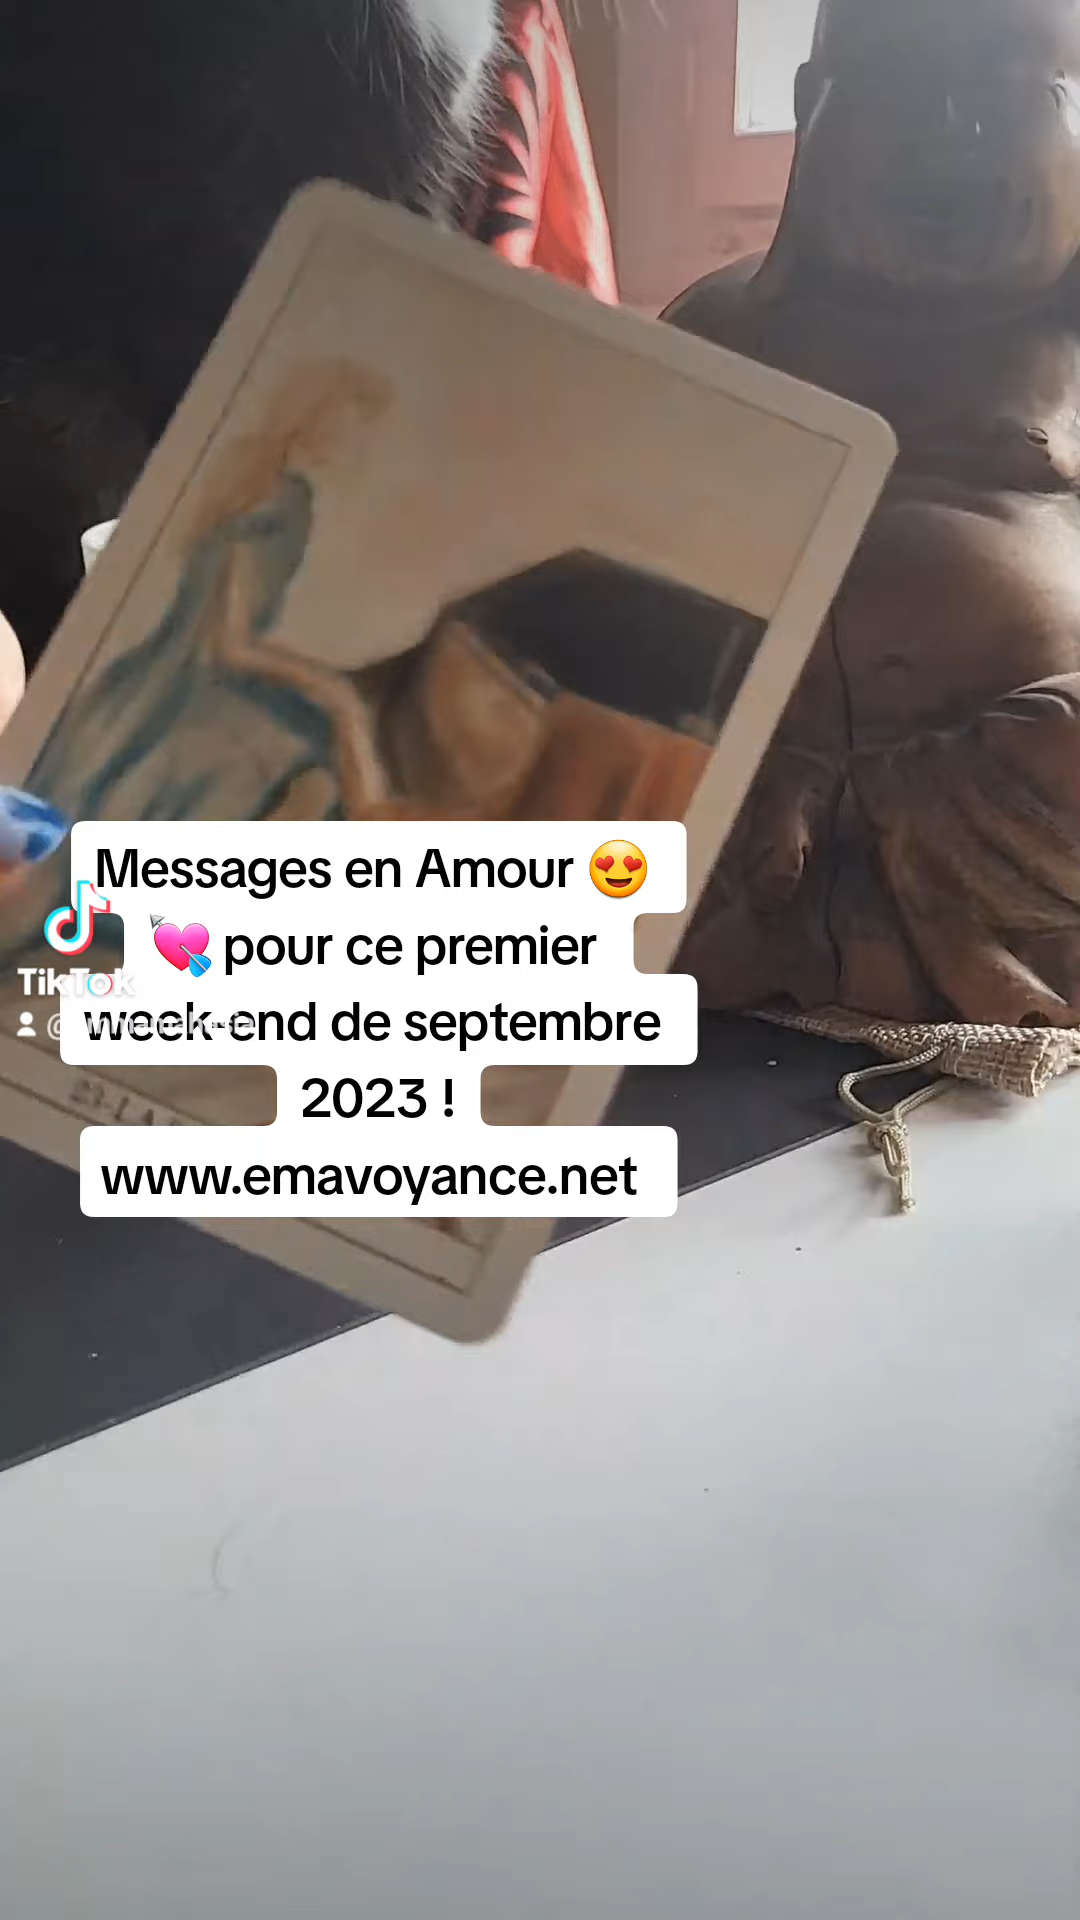 Messages en Amour 😍
💘 pour ce premier
week-end de septembre
2023 !
www.emavoyance.net
TikTok